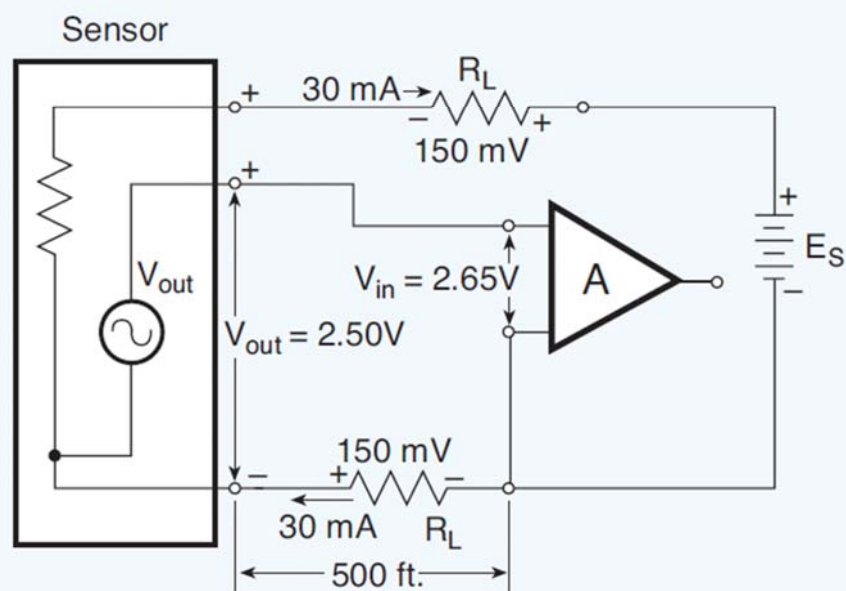 Sensor
+
30 mA
R_L
− +
150 mV
+
+
V_out
V_in = 2.65V
A
E_S
−
V_out = 2.50V
150 mV
−
+ −
30 mA
R_L
500 ft.